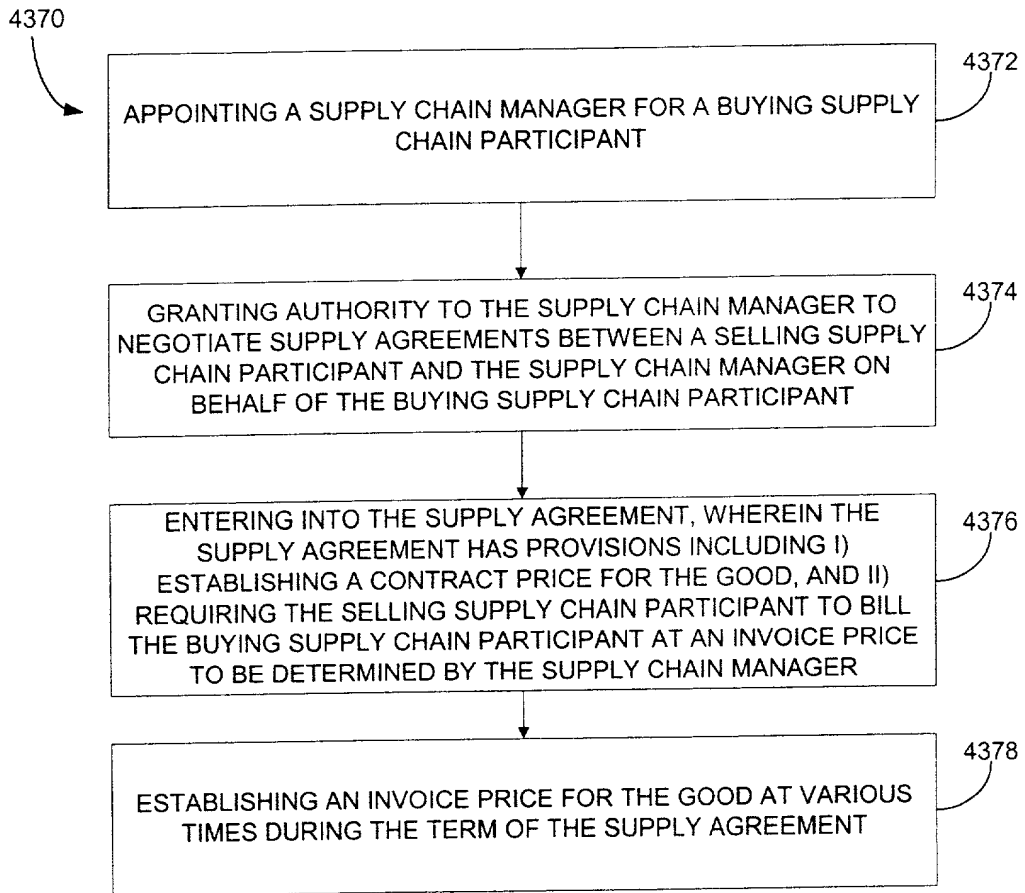 4370
4372
APPOINTING A SUPPLY CHAIN MANAGER FOR A BUYING SUPPLY
CHAIN PARTICIPANT
4374
GRANTING AUTHORITY TO THE SUPPLY CHAIN MANAGER TO
NEGOTIATE SUPPLY AGREEMENTS BETWEEN A SELLING SUPPLY
CHAIN PARTICIPANT AND THE SUPPLY CHAIN MANAGER ON
BEHALF OF THE BUYING SUPPLY CHAIN PARTICIPANT
4376
ENTERING INTO THE SUPPLY AGREEMENT, WHEREIN THE
SUPPLY AGREEMENT HAS PROVISIONS INCLUDING I)
ESTABLISHING A CONTRACT PRICE FOR THE GOOD, AND II)
REQUIRING THE SELLING SUPPLY CHAIN PARTICIPANT TO BILL
THE BUYING SUPPLY CHAIN PARTICIPANT AT AN INVOICE PRICE
TO BE DETERMINED BY THE SUPPLY CHAIN MANAGER
4378
ESTABLISHING AN INVOICE PRICE FOR THE GOOD AT VARIOUS
TIMES DURING THE TERM OF THE SUPPLY AGREEMENT